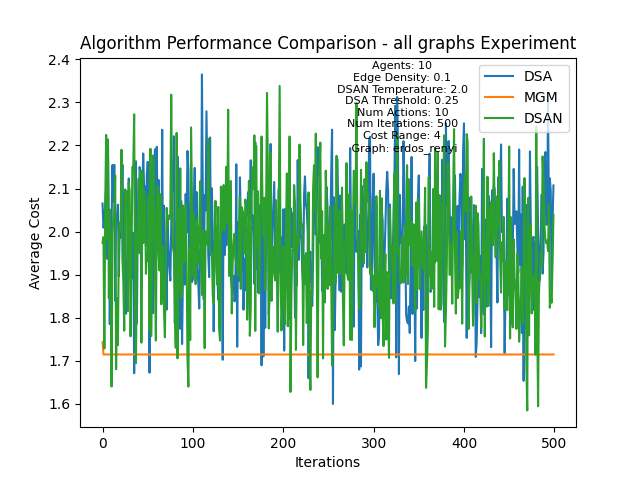 Algorithm Performance Comparison - all graphs Experiment
Agents: 10
Edge Density: 0.1
DSAN Temperature: 2.0
DSA Threshold: 0.25
Num Actions: 10
Num Iterations: 500
Cost Range: 4
Graph: erdos_renyi
DSA
MGM
DSAN
2.4
2.3
2.2
2.1
2.0
1.9
1.8
1.7
1.6
Average Cost
0
100
200
300
400
500
Iterations